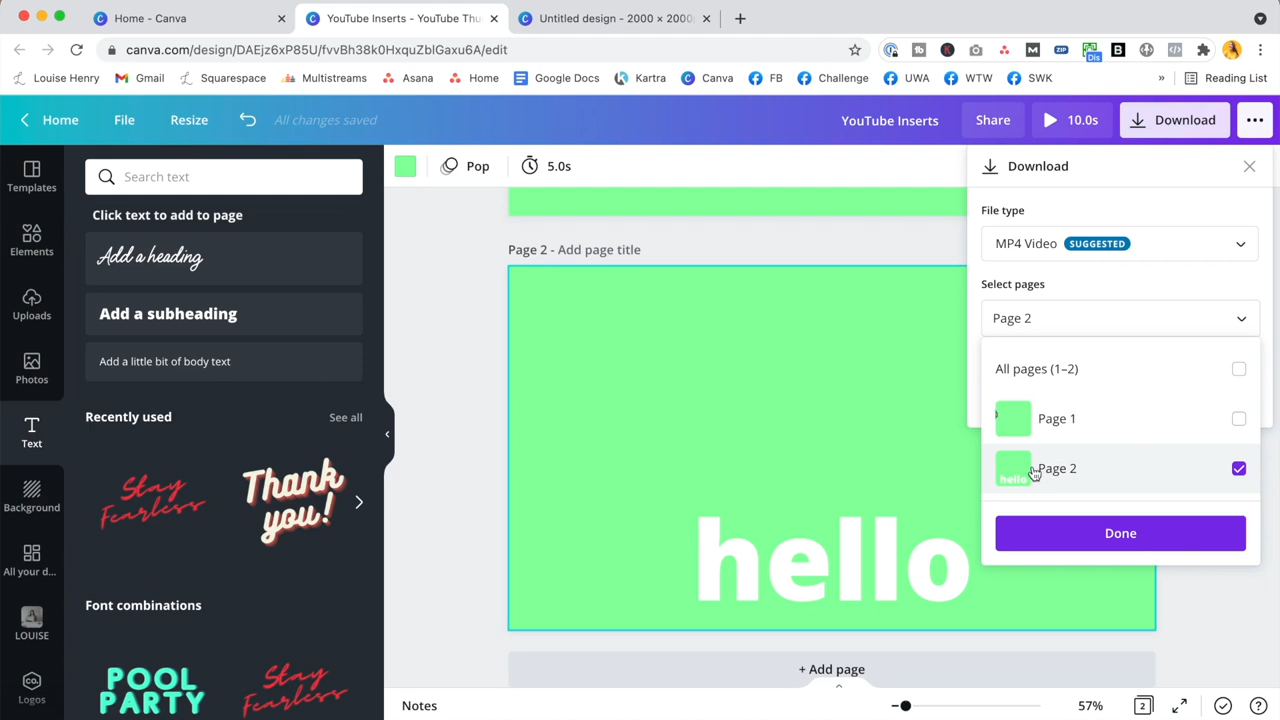 Home - Canva
YouTube Inserts - YouTube Thu
Untitled design - 2000 × 2000
canva.com/design/DAEjz6xP85U/fvvBh38k0HxquZbIGaxu6A/edit
Louise Henry
Gmail
Squarespace
Multistreams
Asana
Home
Google Docs
Kartra
Canva
FB
Challenge
UWA
WTW
SWK
»
Reading List
Home
File
Resize
All changes saved
YouTube Inserts
Share
10.0s
Download
Templates
Elements
Uploads
Photos
Text
Background
All your d...
LOUISE
Logos
Search text
Click text to add to page
Add a heading
Add a subheading
Add a little bit of body text
Recently used
See all
Stay
Fearless
Thank
you!
Font combinations
POOL
PARTY
Stay
Fearless
Pop
5.0s
Page 2 - Add page title
hello
+ Add page
Download
File type
MP4 Video SUGGESTED
Select pages
Page 2
All pages (1–2)
Page 1
hello
Page 2
Done
Notes
57%
2